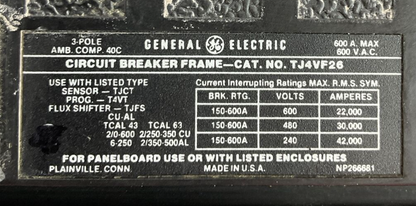 3-POLE
AMB. COMP. 40C
GENERAL GE ELECTRIC
600 A. MAX
600 V.A.C.
CIRCUIT BREAKER FRAME—CAT. NO. TJ4VF26
USE WITH LISTED TYPE
SENSOR – TJCT
PROG. – T4VT
FLUX SHIFTER – TJFS
CU-AL
TCAL 43 TCAL 63
2/0-600 2/250-350 CU
6-250 2/350-500AL
Current Interrupting Ratings MAX. R.M.S. SYM.
BRK. RTG. VOLTS AMPERES
150-600A 600 22,000
150-600A 480 30,000
150-600A 240 42,000
FOR PANELBOARD USE OR WITH LISTED ENCLOSURES
PLAINVILLE, CONN. MADE IN U.S.A. NP266681